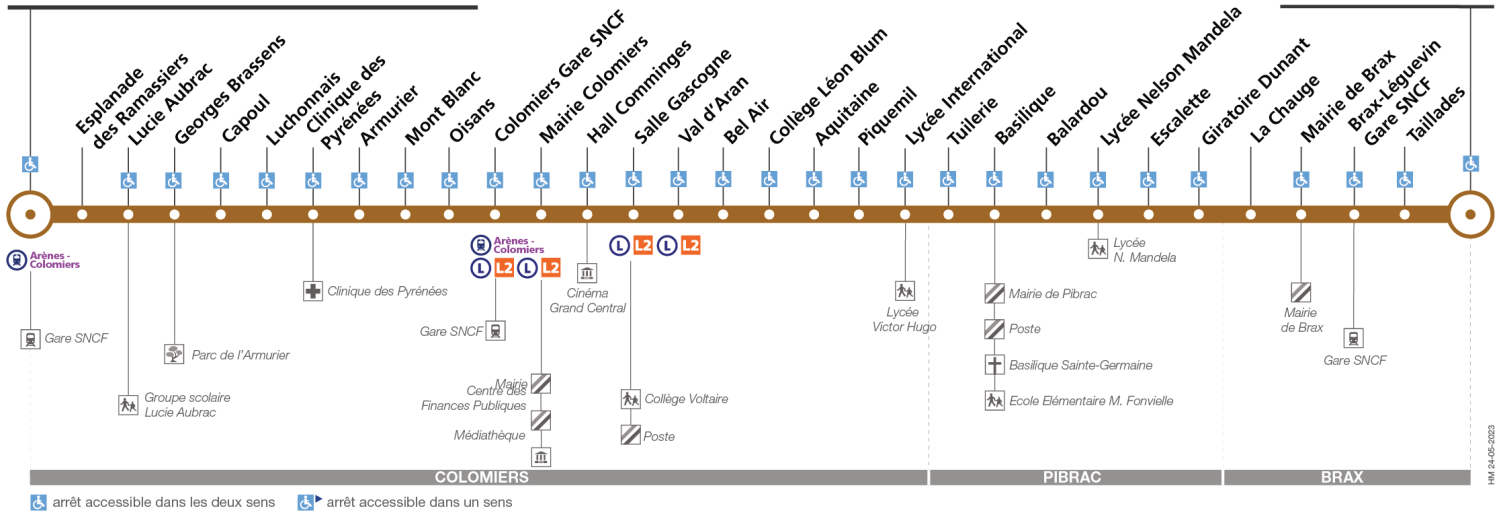 Esplanade
des Ramassiers
Lucie Aubrac
Georges Brassens
Capoul
Luchonnais
Clinique des
Pyrénées
Armurier
Mont Blanc
Oisans
Colomiers Gare SNCF
Mairie Colomiers
Hall Comminges
Salle Gascogne
Val d'Aran
Bel Air
Collège Léon Blum
Aquitaine
Piquemil
Lycée International
Tuilerie
Basilique
Balardou
Lycée Nelson Mandela
Escalette
Giratoire Dunant
La Chauge
Mairie de Brax
Brax-Léguevin
Gare SNCF
Taillades
Arènes -
Colomiers
Gare SNCF
Groupe scolaire
Lucie Aubrac
Parc de l'Armurier
Clinique des Pyrénées
Arènes -
Colomiers
L L2 L L2
Gare SNCF
Mairie
Centre des
Finances Publiques
Médiathèque
Cinéma
Grand Central
L L2 L L2
Collège Voltaire
Poste
Lycée
Victor Hugo
Mairie de Pibrac
Poste
Basilique Sainte-Germaine
Ecole Elémentaire M. Fonvielle
Lycée
N. Mandela
Mairie
de Brax
Gare SNCF
COLOMIERS
PIBRAC
BRAX
arrêt accessible dans les deux sens
arrêt accessible dans un sens
HM 24-05-2023